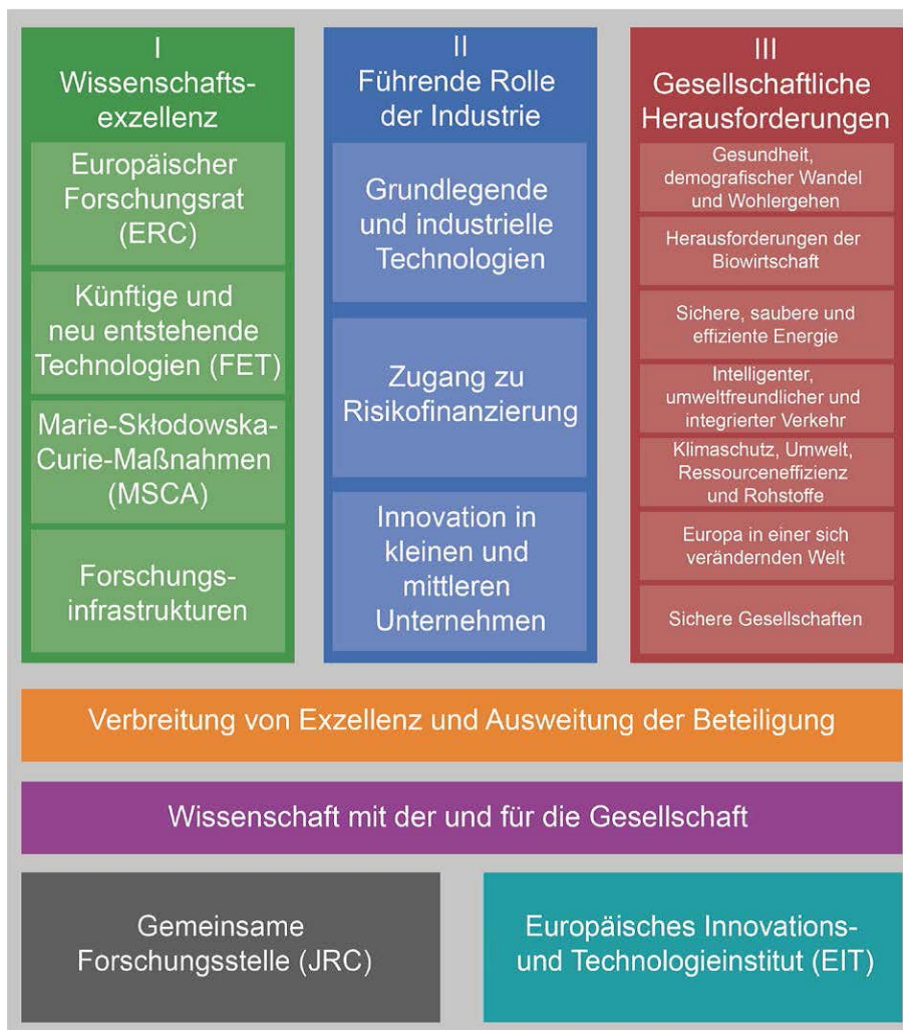 I
Wissenschafts-
exzellenz
Europäischer
Forschungsrat
(ERC)
Künftige und
neu entstehende
Technologien (FET)
Marie-Skłodowska-
Curie-Maßnahmen
(MSCA)
Forschungs-
infrastrukturen
II
Führende Rolle
der Industrie
Grundlegende
und industrielle
Technologien
Zugang zu
Risikofinanzierung
Innovation in
kleinen und
mittleren
Unternehmen
III
Gesellschaftliche
Herausforderungen
Gesundheit,
demografischer Wandel
und Wohlergehen
Herausforderungen der
Biowirtschaft
Sichere, saubere und
effiziente Energie
Intelligenter,
umweltfreundlicher und
integrierter Verkehr
Klimaschutz, Umwelt,
Ressourceneffizienz
und Rohstoffe
Europa in einer sich
verändernden Welt
Sichere Gesellschaften
Verbreitung von Exzellenz und Ausweitung der Beteiligung
Wissenschaft mit der und für die Gesellschaft
Gemeinsame
Forschungsstelle (JRC)
Europäisches Innovations-
und Technologieinstitut (EIT)